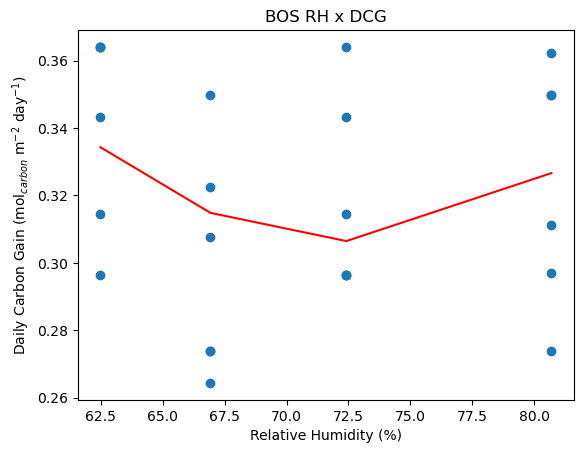 BOS RH x DCG
Daily Carbon Gain (mol$_{carbon}$ m$^{-2}$ day$^{-1}$)
0.36
0.34
0.32
0.30
0.28
0.26
62.5 65.0 67.5 70.0 72.5 75.0 77.5 80.0
Relative Humidity (%)